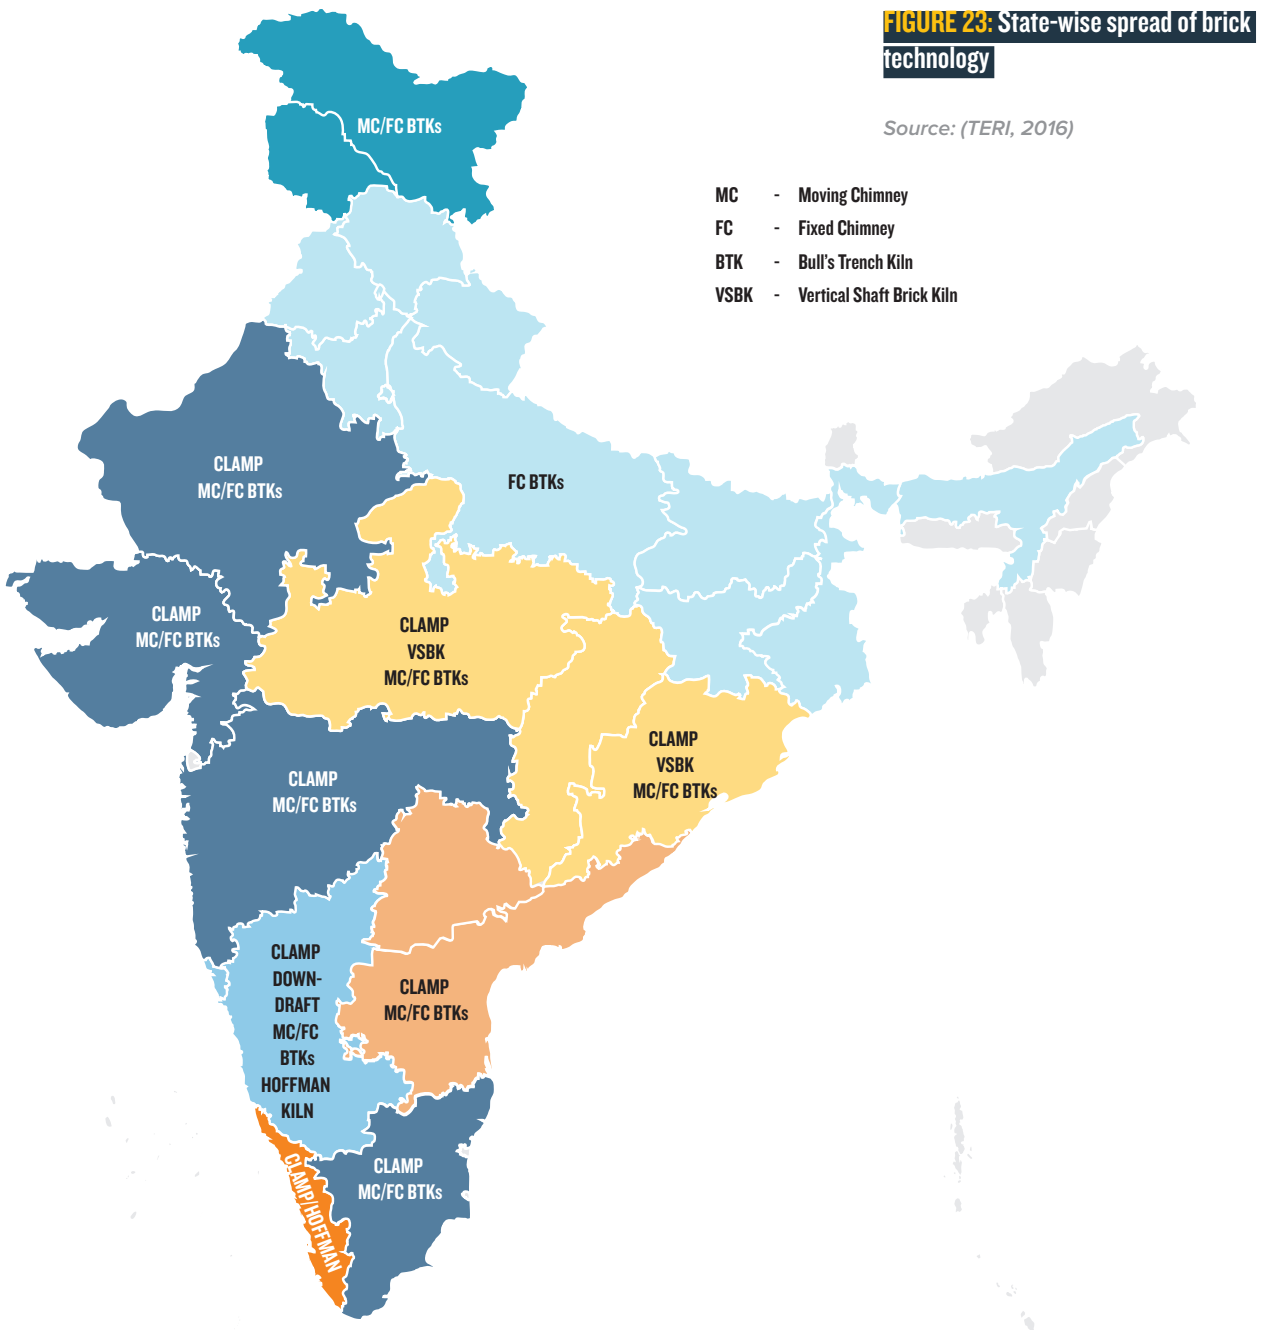 FIGURE 23: State-wise spread of brick
technology
Source: (TERI, 2016)
MC - Moving Chimney
FC - Fixed Chimney
BTK - Bull's Trench Kiln
VSBK - Vertical Shaft Brick Kiln
MC/FC BTKs
CLAMP
MC/FC BTKs
FC BTKs
CLAMP
MC/FC BTKs
CLAMP
VSBK
MC/FC BTKs
CLAMP
VSBK
MC/FC BTKs
CLAMP
MC/FC BTKs
CLAMP
DOWN-
DRAFT
MC/FC
BTKs
HOFFMAN
KILN
CLAMP
MC/FC BTKs
CLAMP/HOFFMAN
CLAMP
MC/FC BTKs